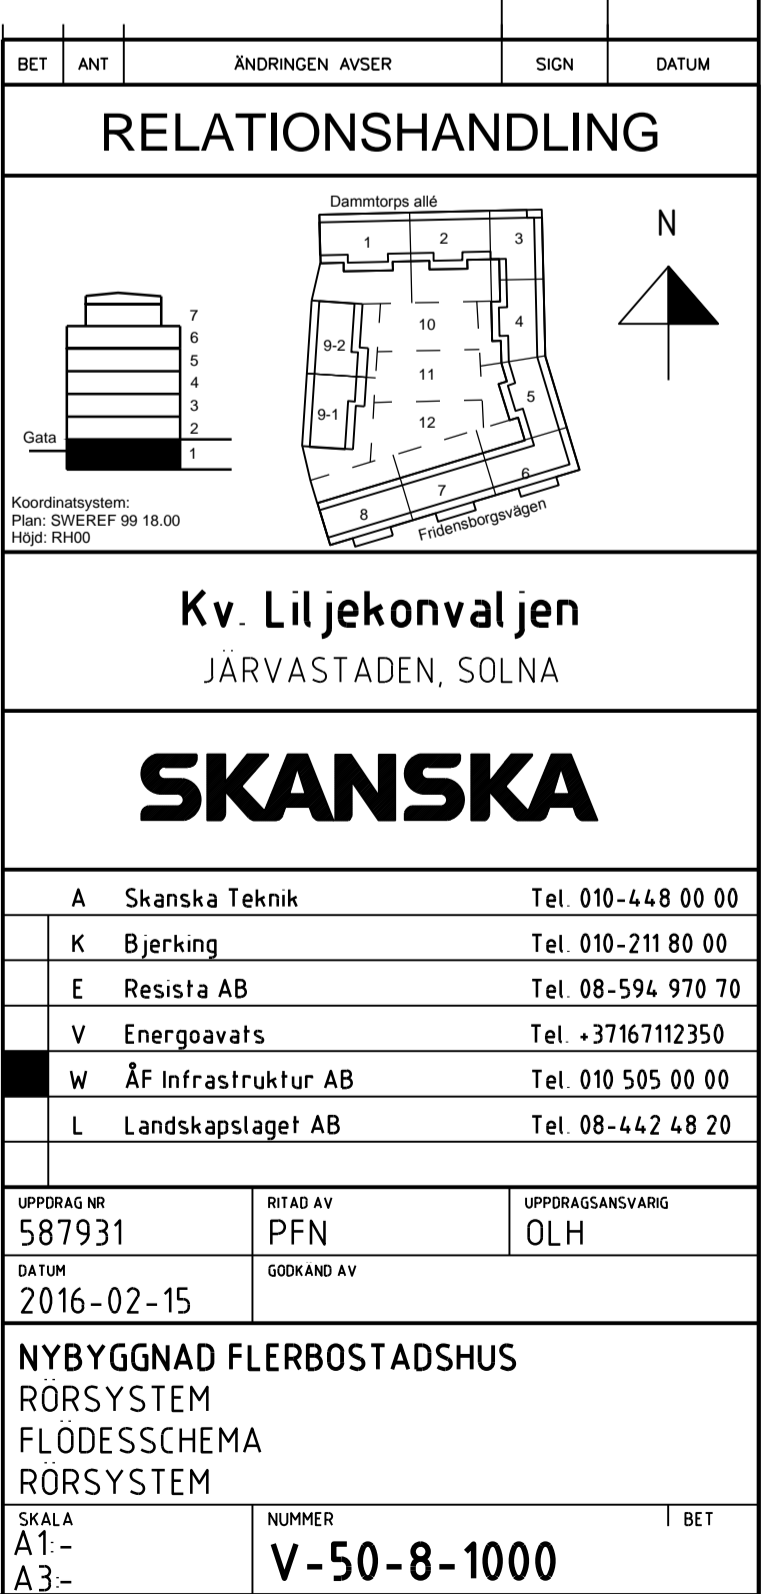 BET ANT ÄNDRINGEN AVSER SIGN DATUM
RELATIONSHANDLING
Dammtorps allé
N
1 2 3
4
5
6
7
8
9-2
9-1
10
11
12
Fridensborgsvägen
7
6
5
4
3
2
1
Gata
Koordinatsystem:
Plan: SWEREF 99 18.00
Höjd: RH00
Kv. Liljekonvaljen
JÄRVASTADEN, SOLNA
SKANSKA
A Skanska Teknik Tel. 010-448 00 00
K Bjerking Tel. 010-211 80 00
E Resista AB Tel. 08-594 970 70
V Energoavats Tel. +37167112350
W ÅF Infrastruktur AB Tel. 010 505 00 00
L Landskapslaget AB Tel. 08-442 48 20
UPPDRAG NR RITAD AV UPPDRAGSANSVARIG
587931 PFN OLH
DATUM GODKÄND AV
2016-02-15
NYBYGGNAD FLERBOSTADSHUS
RÖRSYSTEM
FLÖDESSCHEMA
RÖRSYSTEM
SKALA NUMMER BET
A1:-
A3:-
V-50-8-1000